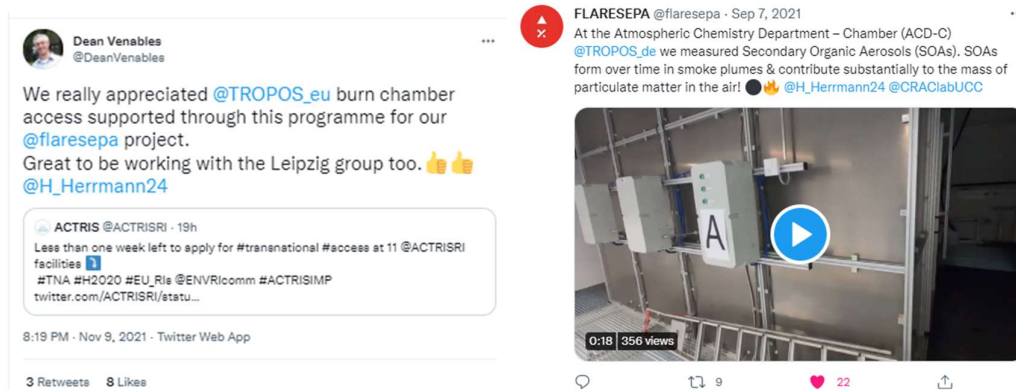 Dean Venables
@DeanVenables
We really appreciated @TROPOS_eu burn chamber
access supported through this programme for our
@flaresepa project.
Great to be working with the Leipzig group too.👍👍
@H_Herrmann24
ACTRIS @ACTRISRI · 19h
Less than one week left to apply for #transnational #access at 11 @ACTRISRI
facilities ⤵️
#TNA #H2020 #EU_RIs @ENVRIcomm #ACTRISIMP
twitter.com/ACTRISRI/statu...
8:19 PM · Nov 9, 2021 · Twitter Web App
3 Retweets 8 Likes
FLARESEPA @flaresepa · Sep 7, 2021
At the Atmospheric Chemistry Department – Chamber (ACD-C)
@TROPOS_de we measured Secondary Organic Aerosols (SOAs). SOAs
form over time in smoke plumes & contribute substantially to the mass of
particulate matter in the air! ⚫🔥 @H_Herrmann24 @CRAClabUCC
A
0:18 356 views
9 22